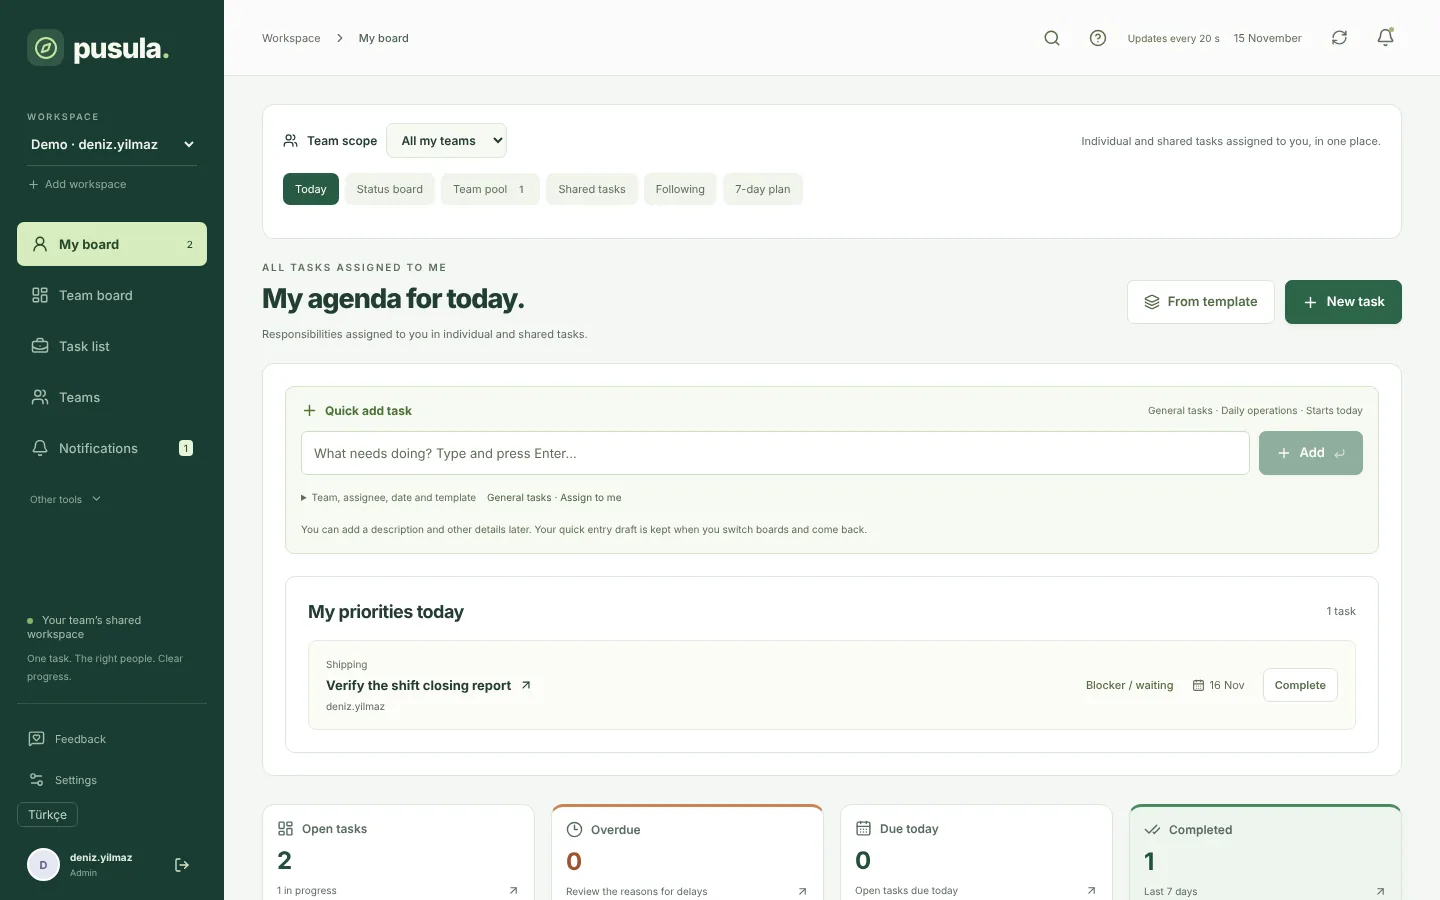 pusula.
WORKSPACE
Demo · deniz.yilmaz
Add workspace
My board 2
Team board
Task list
Teams
Notifications 1
Other tools
Your team's shared workspace
One task. The right people. Clear progress.
Feedback
Settings
Türkçe
D
deniz.yilmaz
Admin
Workspace > My board
Updates every 20 s 15 November
Team scope All my teams
Individual and shared tasks assigned to you, in one place.
Today Status board Team pool 1 Shared tasks Following 7-day plan
ALL TASKS ASSIGNED TO ME
My agenda for today.
Responsibilities assigned to you in individual and shared tasks.
From template
New task
Quick add task
General tasks · Daily operations · Starts today
What needs doing? Type and press Enter...
Add
Team, assignee, date and template General tasks · Assign to me
You can add a description and other details later. Your quick entry draft is kept when you switch boards and come back.
My priorities today
1 task
Shipping
Verify the shift closing report
deniz.yilmaz
Blocker / waiting
16 Nov
Complete
Open tasks
2
1 in progress
Overdue
0
Review the reasons for delays
Due today
0
Open tasks due today
Completed
1
Last 7 days